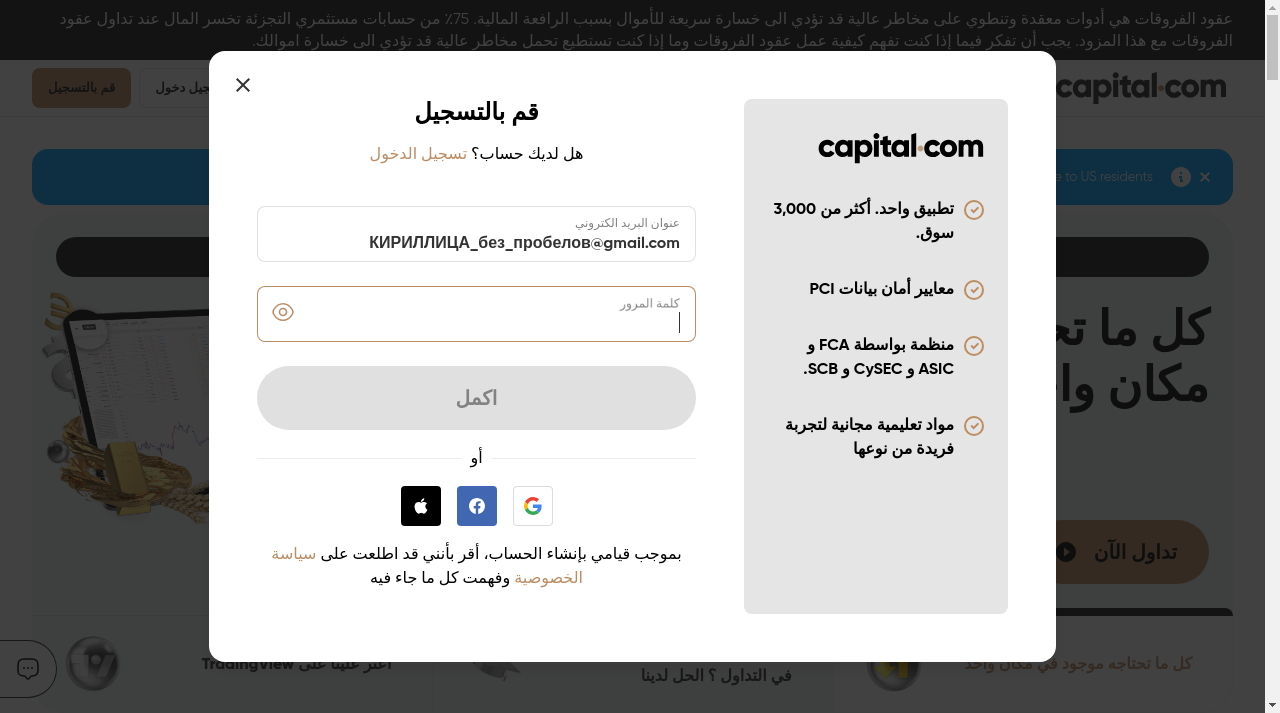 عقود الفروقات هي أدوات معقدة وتنطوي على مخاطر عالية قد تؤدي الى خسارة سريعة للأموال بسبب الرافعة المالية. 75٪ من حسابات مستثمري التجزئة تخسر المال عند تداول عقود
الفروقات مع هذا المزود. يجب أن تفكر فيما إذا كنت تفهم كيفية عمل عقود الفروقات وما إذا كنت تستطيع تحمل مخاطر عالية قد تؤدي الى خسارة اموالك.
capital.com
دخول
قم بالتسجيل
to US residents
كل ما
مكان
تداول الآن
capital.com
تطبيق واحد. أكثر من 3,000
سوق.
معايير أمان بيانات PCI
منظمة بواسطة FCA و
ASIC و CySEC و SCB.
مواد تعليمية مجانية لتجربة
فريدة من نوعها
قم بالتسجيل
هل لديك حساب؟ تسجيل الدخول
عنوان البريد الكتروني
КИРИЛЛИЦА_без_пробелов@gmail.com
كلمة المرور
اكمل
أو
بموجب قيامي بإنشاء الحساب، أقر بأنني قد اطلعت على سياسة
الخصوصية وفهمت كل ما جاء فيه
كل ما تحتاجه موجود في مكان واحد
في التداول ؟ الحل لدينا
اعثر علينا على TradingView